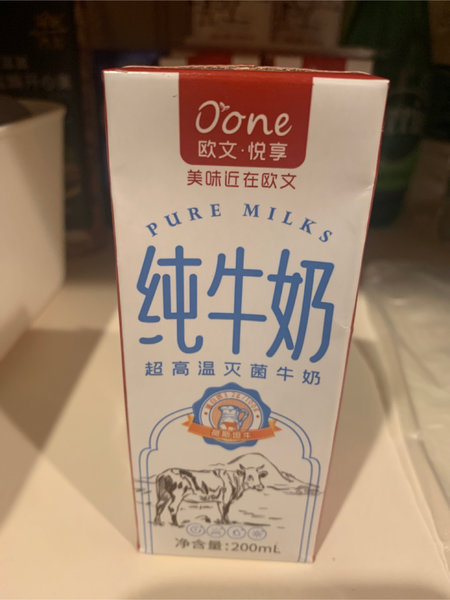 O'one
欧文·悦享
美味近在欧文
PURE MILKS
纯牛奶
超高温灭菌牛奶
净含量:200mL